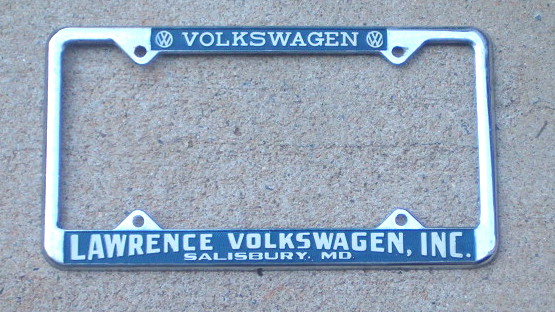 VOLKSWAGEN
LAWRENCE VOLKSWAGEN, INC.
SALISBURY, MD